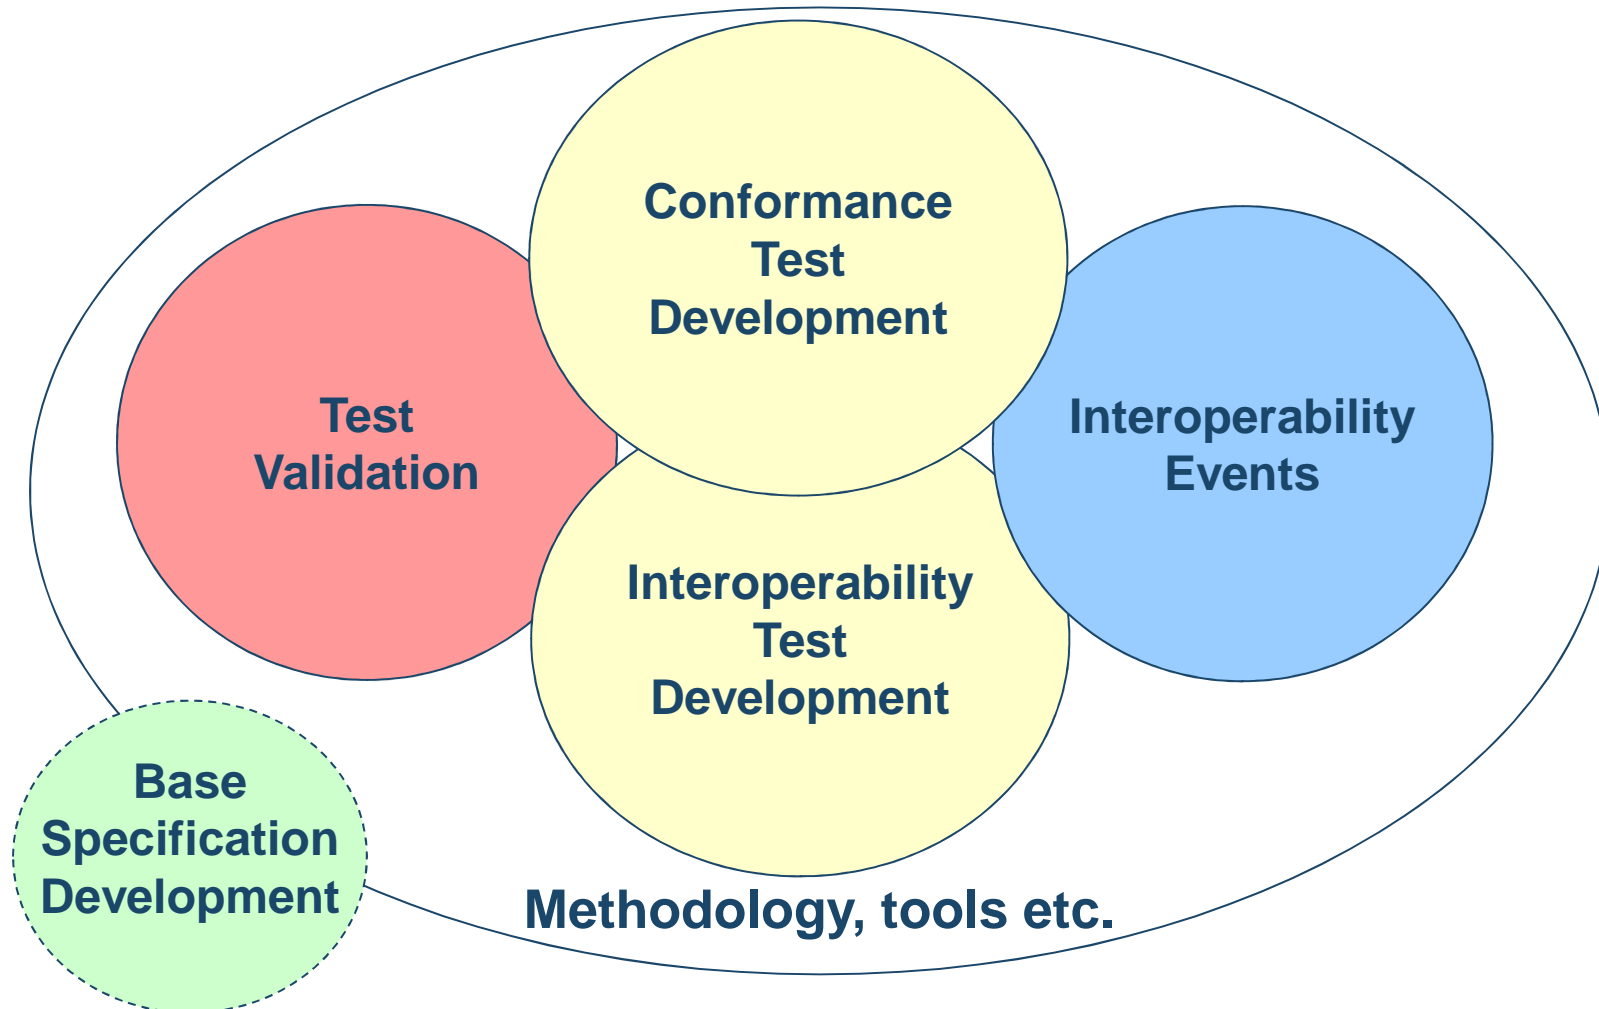 Conformance
Test
Development
Test
Validation
Interoperability
Events
Interoperability
Test
Development
Base
Specification
Development
Methodology, tools etc.